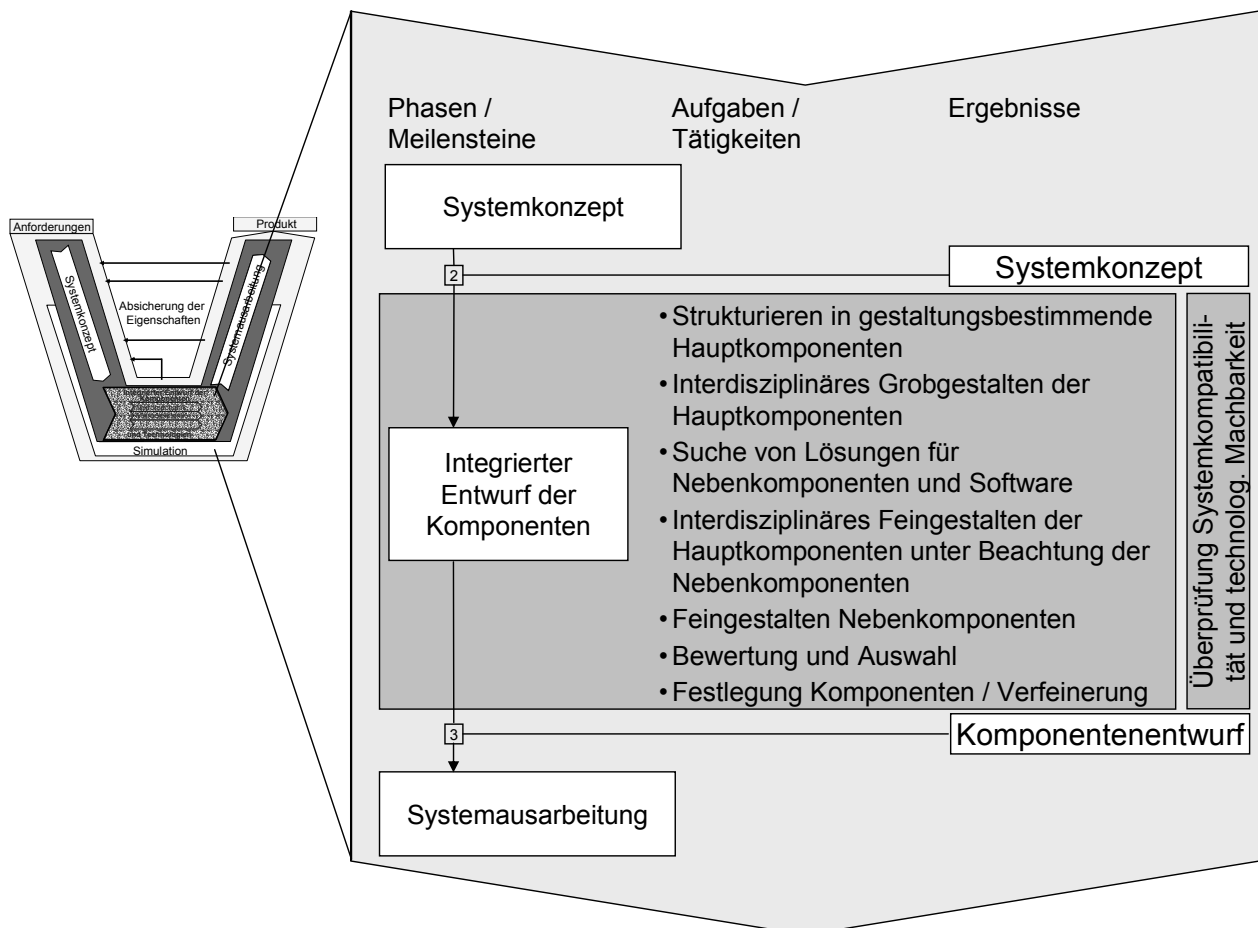 Phasen /
Meilensteine
Aufgaben /
Tätigkeiten
Ergebnisse
Systemkonzept
2
Systemkonzept
• Strukturieren in gestaltungsbestimmende
Hauptkomponenten
• Interdisziplinäres Grobgestalten der
Hauptkomponenten
• Suche von Lösungen für
Nebenkomponenten und Software
• Interdisziplinäres Feingestalten der
Hauptkomponenten unter Beachtung der
Nebenkomponenten
• Feingestalten Nebenkomponenten
• Bewertung und Auswahl
• Festlegung Komponenten / Verfeinerung
Integrierter
Entwurf der
Komponenten
Überprüfung Systemkompatibili-
tät und technolog. Machbarkeit
3
Komponentenentwurf
Systemausarbeitung
Anforderungen
Produkt
Systemkonzept
Absicherung der
Eigenschaften
Systemausarbeitung
und
Simulation